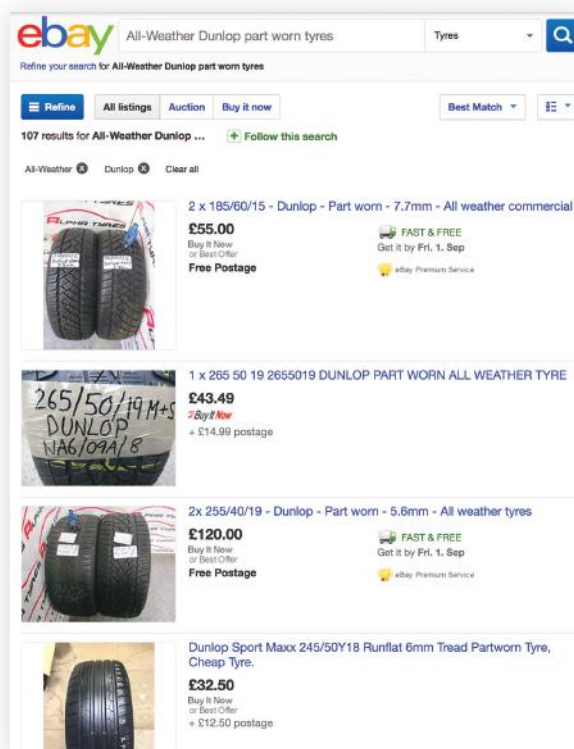 ebay
All-Weather Dunlop part worn tyres
Tyres
Refine your search for All-Weather Dunlop part worn tyres
Refine
All listings
Auction
Buy it now
Best Match
107 results for All-Weather Dunlop ...
Follow this search
All-Weather
Dunlop
Clear all
2 x 185/60/15 - Dunlop - Part worn - 7.7mm - All weather commercial
£55.00
Buy It Now
or Best Offer
Free Postage
FAST & FREE
Get it by Fri. 1. Sep
eBay Premium Service
ALPHA TYRES
1 x 265 50 19 2655019 DUNLOP PART WORN ALL WEATHER TYRE
£43.49
Buy It Now
+ £14.99 postage
265/50/19 M+S
DUNLOP
NA6/09A/8
2x 255/40/19 - Dunlop - Part worn - 5.6mm - All weather tyres
£120.00
Buy It Now
or Best Offer
Free Postage
FAST & FREE
Get it by Fri. 1. Sep
eBay Premium Service
Dunlop Sport Maxx 245/50Y18 Runflat 6mm Tread Partworn Tyre,
Cheap Tyre.
£32.50
Buy It Now
or Best Offer
+ £12.50 postage